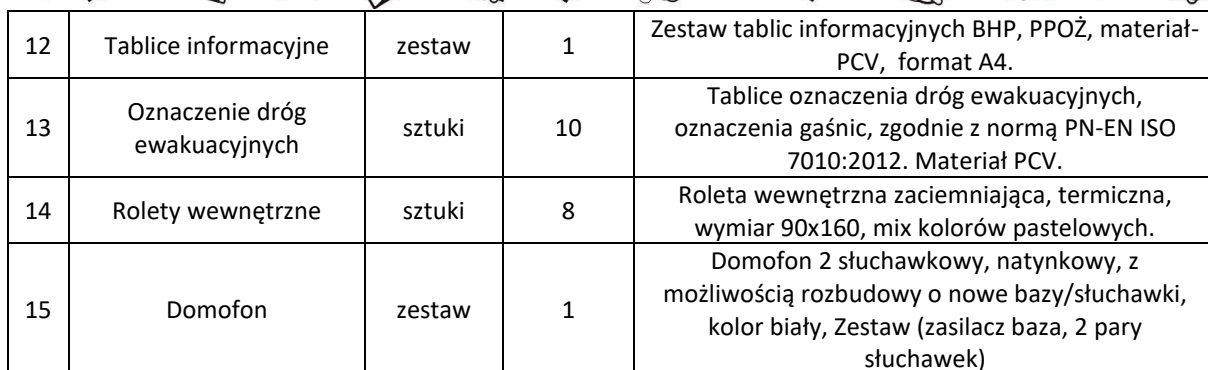 12 Tablice informacyjne zestaw 1 Zestaw tablic informacyjnych BHP, PPOŻ, materiał-
PCV, format A4.
13 Oznaczenie dróg
ewakuacyjnych sztuki 10 Tablice oznaczenia dróg ewakuacyjnych,
oznaczenia gaśnic, zgodnie z normą PN-EN ISO
7010:2012. Materiał PCV.
14 Rolety wewnętrzne sztuki 8 Roleta wewnętrzna zaciemniająca, termiczna,
wymiar 90x160, mix kolorów pastelowych.
15 Domofon zestaw 1 Domofon 2 słuchawkowy, natynkowy, z
możliwością rozbudowy o nowe bazy/słuchawki,
kolor biały, Zestaw (zasilacz baza, 2 pary
słuchawek)